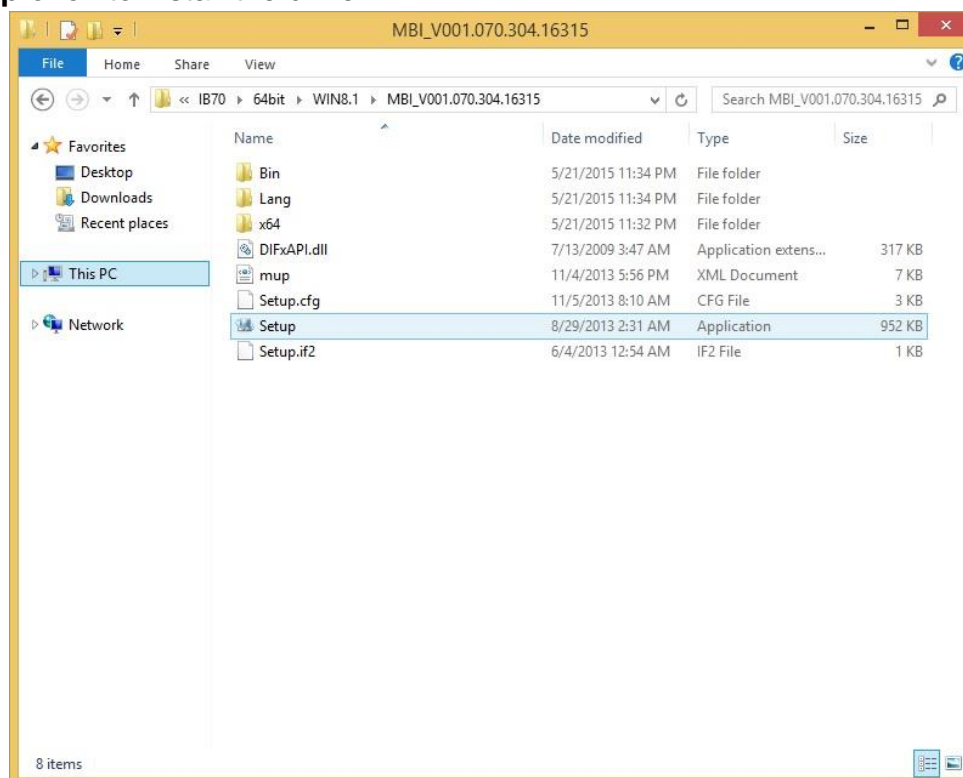 MBI_V001.070.304.16315
File Home Share View
« IB70 64bit WIN8.1 MBI_V001.070.304.16315 Search MBI_V001.070.304.16315
Name Date modified Type Size
Favorites
Desktop
Downloads
Recent places
This PC
Network
Bin 5/21/2015 11:34 PM File folder
Lang 5/21/2015 11:34 PM File folder
x64 5/21/2015 11:32 PM File folder
DIFxAPI.dll 7/13/2009 3:47 AM Application extens... 317 KB
mup 11/4/2013 5:56 PM XML Document 7 KB
Setup.cfg 11/5/2013 8:10 AM CFG File 3 KB
Setup 8/29/2013 2:31 AM Application 952 KB
Setup.if2 6/4/2013 12:54 AM IF2 File 1 KB
8 items